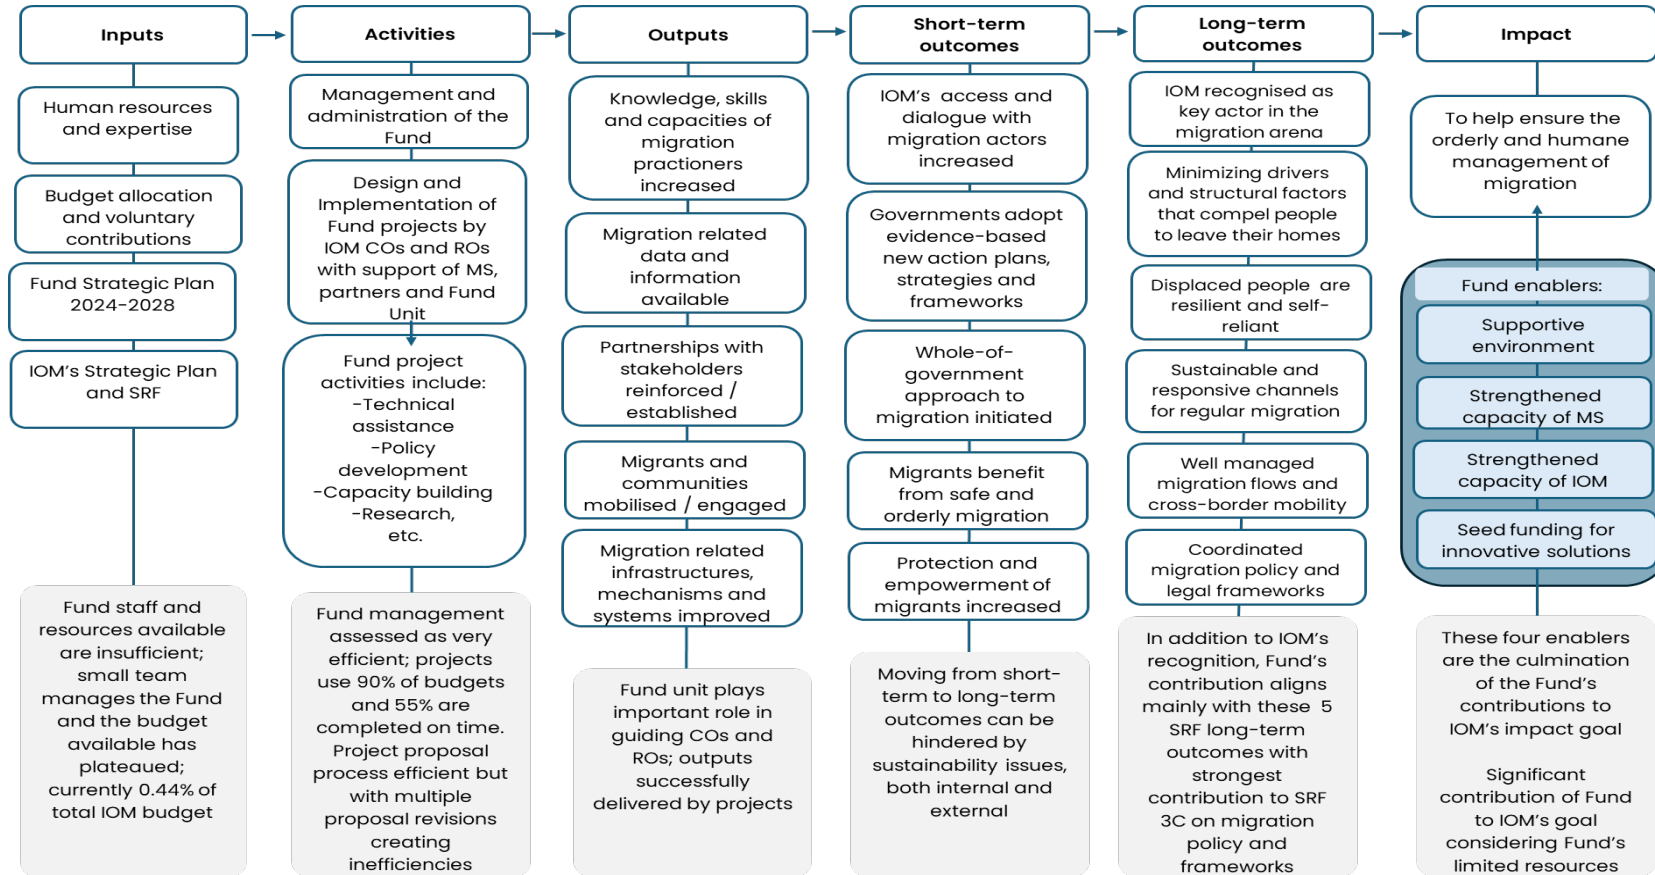 Inputs
Human resources
and expertise
Budget allocation
and voluntary
contributions
Fund Strategic Plan
2024-2028
IOM's Strategic Plan
and SRF
Fund staff and
resources available
are insufficient;
small team
manages the Fund
and the budget
available has
plateaued;
currently 0.44% of
total IOM budget
Activities
Management and
administration of the
Fund
Design and
Implementation of
Fund projects by
IOM COs and ROs
with support of MS,
partners and Fund
Unit
Fund project
activities include:
-Technical
assistance
-Policy
development
-Capacity building
-Research,
etc.
Fund management
assessed as very
efficient; projects
use 90% of budgets
and 55% are
completed on time.
Project proposal
process efficient but
with multiple
proposal revisions
creating
inefficiencies
Outputs
Knowledge, skills
and capacities of
migration
practioners
increased
Migration related
data and
information
available
Partnerships with
stakeholders
reinforced /
established
Migrants and
communities
mobilised / engaged
Migration related
infrastructures,
mechanisms and
systems improved
Fund unit plays
important role in
guiding COs and
ROs; outputs
successfully
delivered by projects
Short-term
outcomes
IOM's access and
dialogue with
migration actors
increased
Governments adopt
evidence-based
new action plans,
strategies and
frameworks
Whole-of-
government
approach to
migration initiated
Migrants benefit
from safe and
orderly migration
Protection and
empowerment of
migrants increased
Moving from short-
term to long-term
outcomes can be
hindered by
sustainability issues,
both internal and
external
Long-term
outcomes
IOM recognised as
key actor in the
migration arena
Minimizing drivers
and structural factors
that compel people
to leave their homes
Displaced people are
resilient and self-
reliant
Sustainable and
responsive channels
for regular migration
Well managed
migration flows and
cross-border mobility
Coordinated
migration policy and
legal frameworks
In addition to IOM's
recognition, Fund's
contribution aligns
mainly with these 5
SRF long-term
outcomes with
strongest
contribution to SRF
3C on migration
policy and
frameworks
Impact
To help ensure the
orderly and humane
management of
migration
Fund enablers:
Supportive
environment
Strengthened
capacity of MS
Strengthened
capacity of IOM
Seed funding for
innovative solutions
These four enablers
are the culmination
of the Fund's
contributions to
IOM's impact goal
Significant
contribution of Fund
to IOM's goal
considering Fund's
limited resources